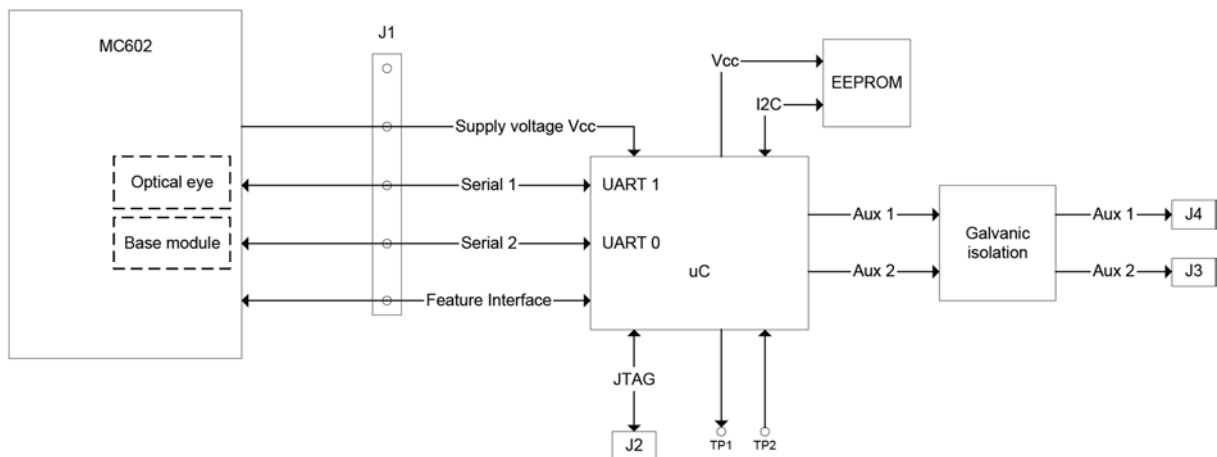 MC602
J1
Vcc
EEPROM
I2C
Supply voltage Vcc
Optical eye
Serial 1
UART 1
Aux 1
Aux 1
J4
Base module
Serial 2
UART 0
Galvanic
isolation
uC
Aux 2
Aux 2
J3
Feature Interface
JTAG
J2
TP1
TP2